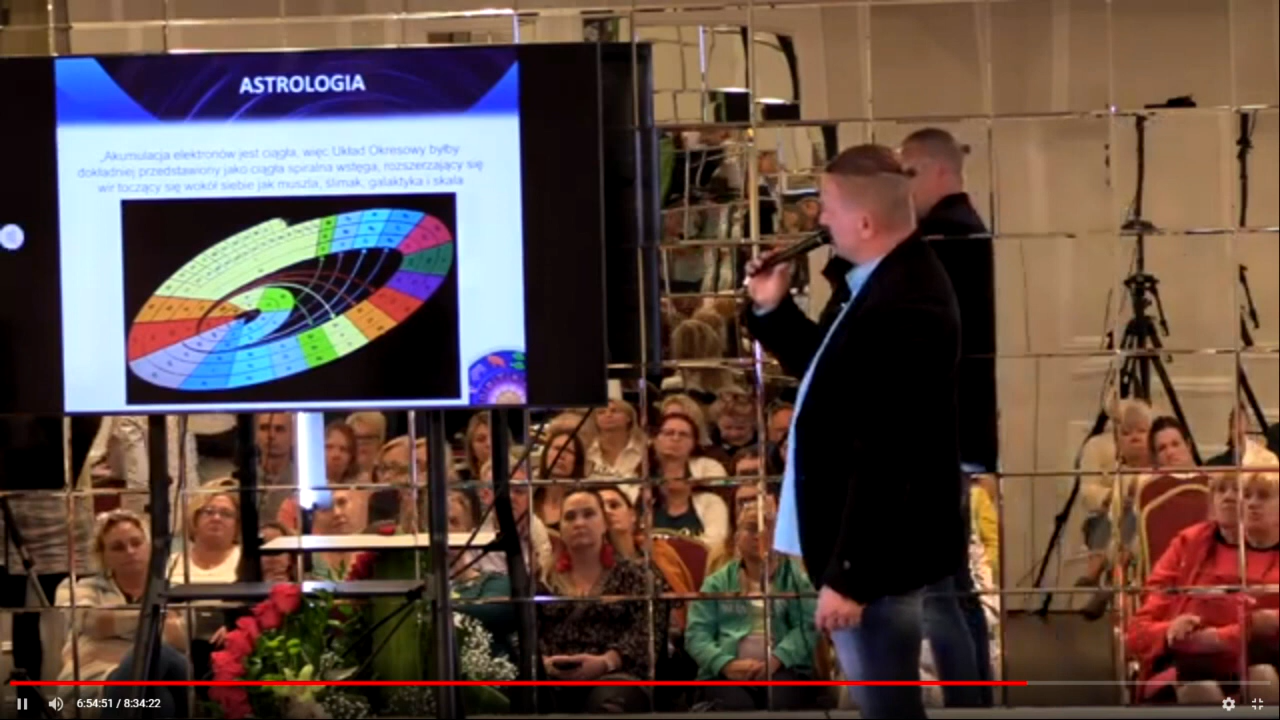 ASTROLOGIA
„Akumulacja elektronów jest ciągła, więc Układ Okresowy byłby
dokładniej przedstawiony jako ciągła spiralna wstęga, rozszerzający się
wir toczący się wokół siebie jak muszla, ślimak, galaktyka i skala
6:54:51 / 8:34:22